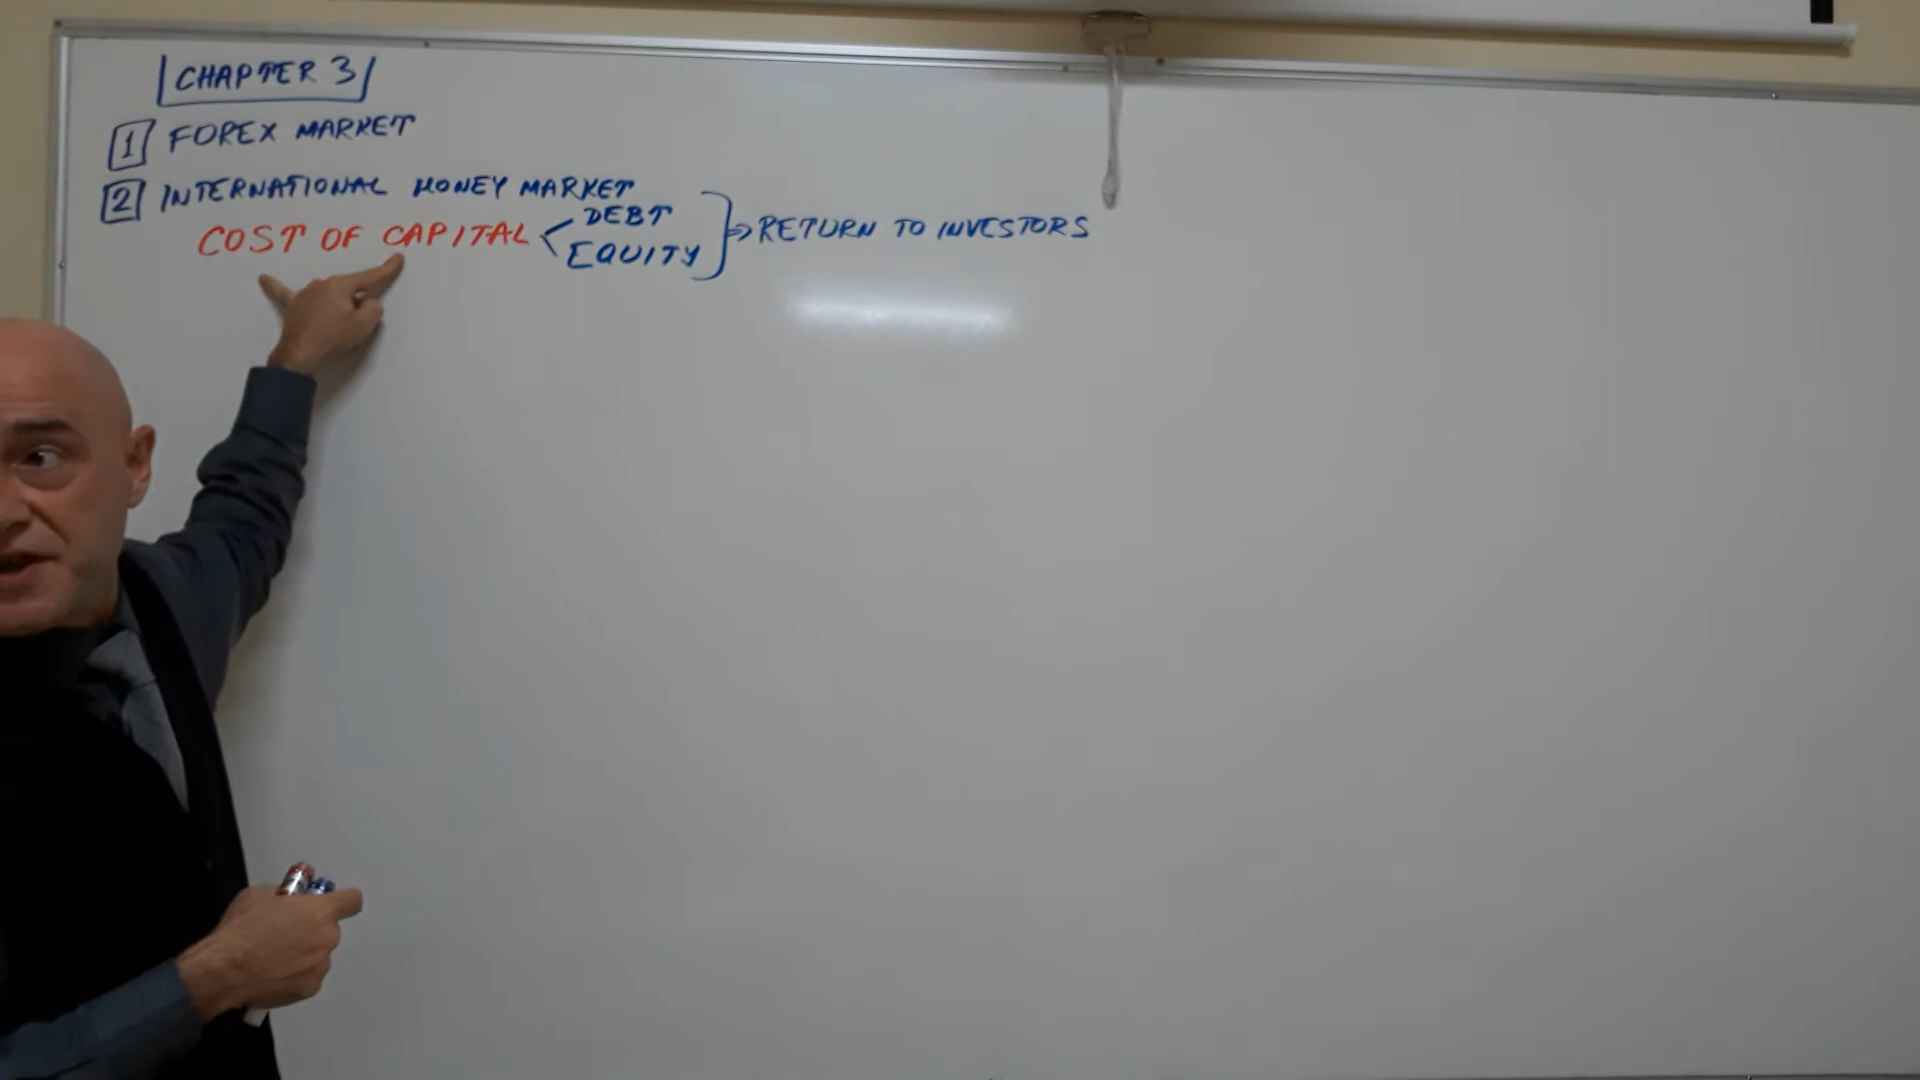 CHAPTER 3
1 FOREX MARKET
2 INTERNATIONAL MONEY MARKET
COST OF CAPITAL < DEBT
EQUITY } ⇒ RETURN TO INVESTORS